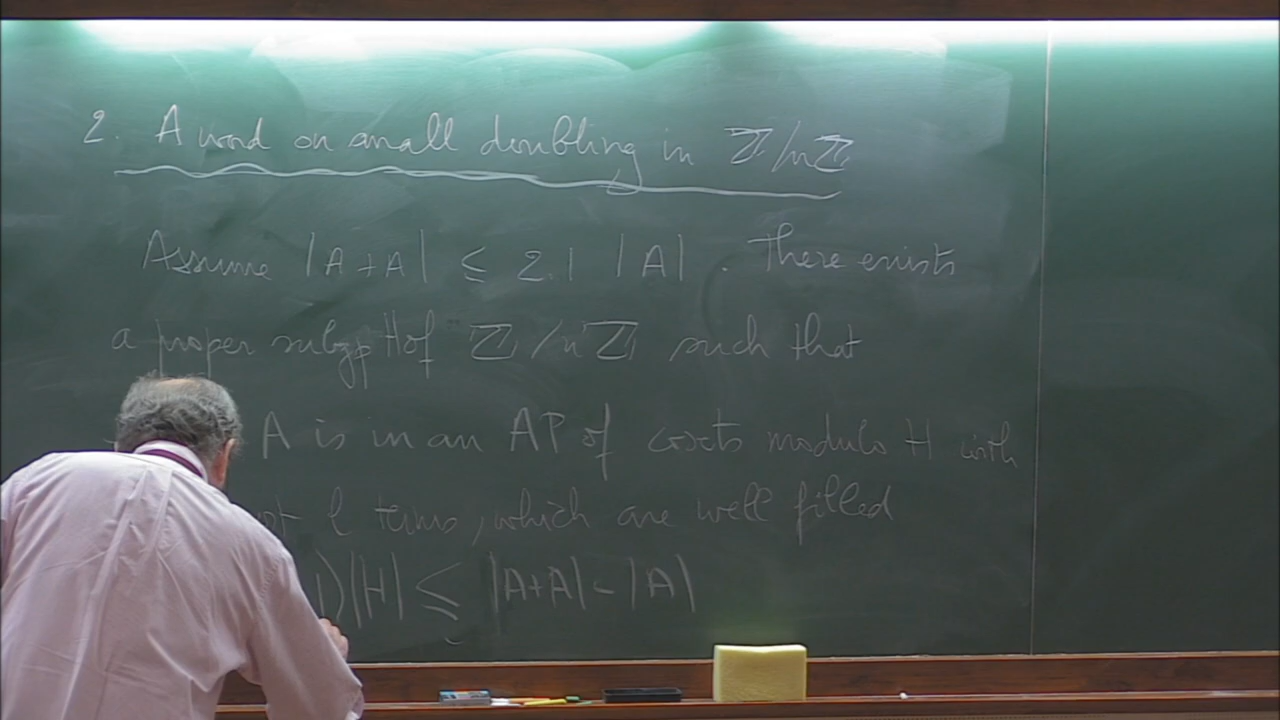 2. A word on small doubling in ℤ/nℤ
Assume |A+A| ≤ 2.1 |A|. There exists
a proper subgp H of ℤ/nℤ such that
A is in an AP of cosets modulo H with
l terms, which are well filled
1)|H| ≤ |A+A| - |A|